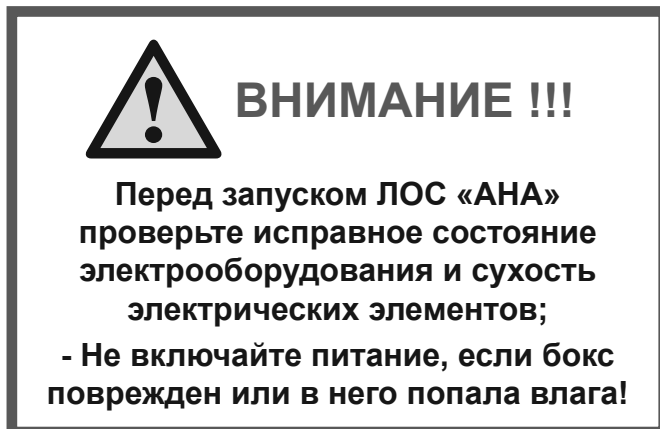 ВНИМАНИЕ !!!
Перед запуском ЛОС «АНА»
проверьте исправное состояние
электрооборудования и сухость
электрических элементов;
- Не включайте питание, если бокс
поврежден или в него попала влага!